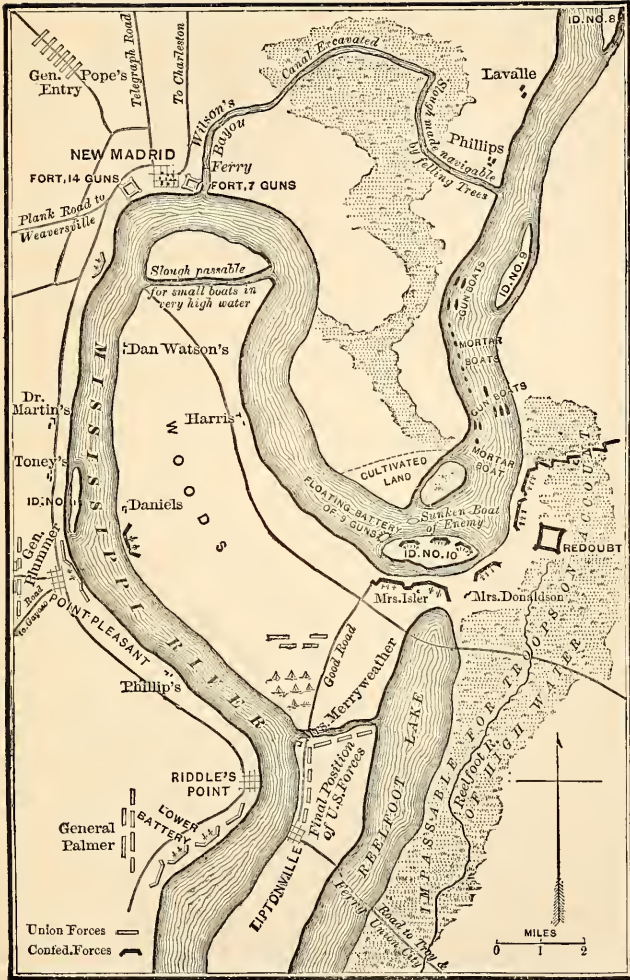 ID. NO. 8
Gen. Pope's
Entry
Telegraph Road
To Charleston
Wilson's
Bayou
Canal Excavated
Slough made navigable
by felling Trees
Lavalle
Phillips
NEW MADRID
Ferry
FORT, 14 GUNS
FORT, 7 GUNS
Plank Road to
Weaversville
Slough passable
for small boats in
very high water
ID. NO. 9
GUN BOATS
MORTAR
BOATS
GUN BOATS
MORTAR
BOAT
Dan Watson's
Dr.
Martin's
Harris
WOODS
CULTIVATED
LAND
Toney's
ID. NO.
Daniels
FLOATING BATTERY
OF 9 GUNS
Sunken Boat
of Enemy
ID. NO. 10
REDOUBT
Gen.
Plummer
Road
MISSISSIPPI RIVER
Mrs. Isler
Mrs. Donaldson
POINT PLEASANT
Good Road
Mrs. Merryweather
Phillip's
IMPASSABLE FOR TROOPS ON ACCOUNT
OF HIGH WATER
Redfoot R.
REELFOOT LAKE
RIDDLE'S
POINT
Final Position
of U.S. Forces
LOWER
BATTERY
General
Palmer
TIPTONVILLE
Ferry
Road to Troy &
Union City
Union Forces
Confed. Forces
MILES
0 1 2